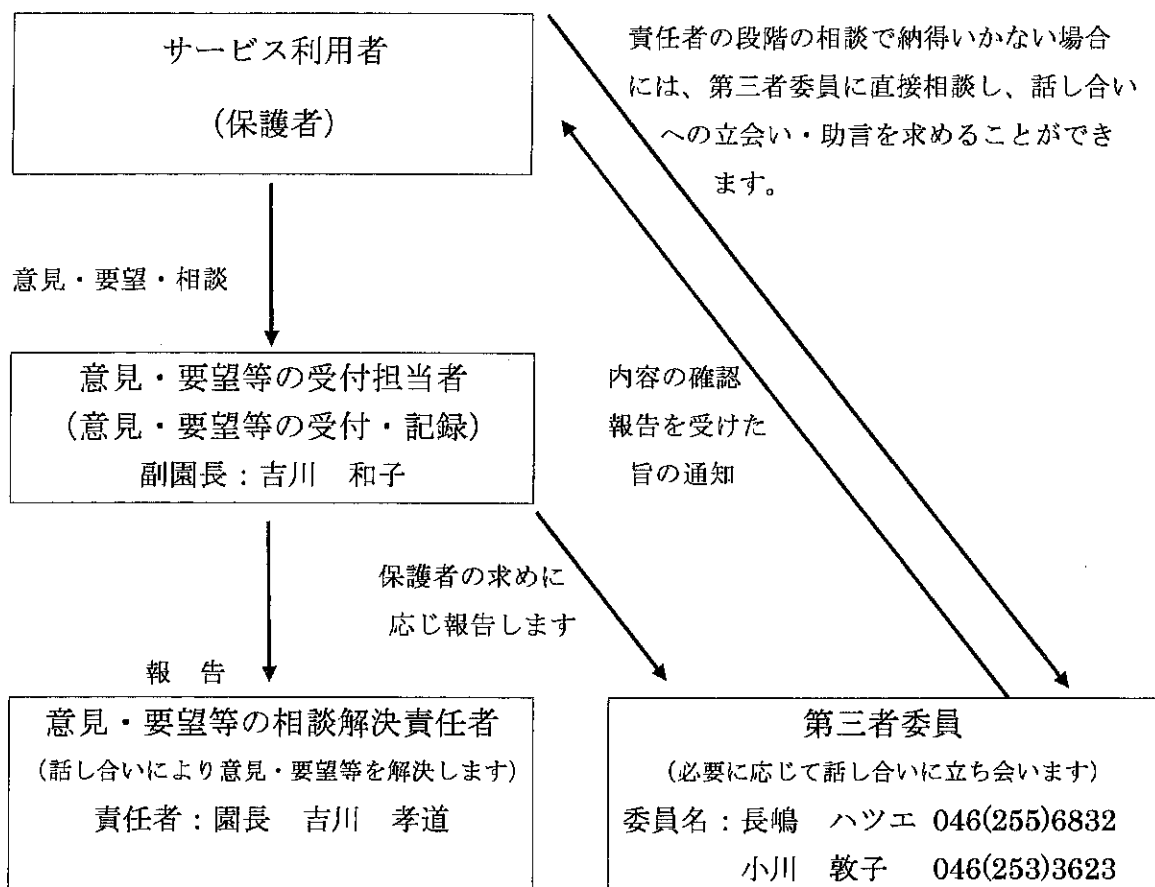 サービス利用者
(保護者)
責任者の段階の相談で納得いかない場合
には、第三者委員に直接相談し、話し合い
への立会い・助言を求めることができ
ます。
意見・要望・相談
意見・要望等の受付担当者
(意見・要望等の受付・記録)
副園長：吉川　和子
内容の確認
報告を受けた
旨の通知
保護者の求めに
応じ報告します
報　告
意見・要望等の相談解決責任者
(話し合いにより意見・要望等を解決します)
責任者：園長　吉川　孝道
第三者委員
(必要に応じて話し合いに立ち会います)
委員名：長嶋　ハツエ 046(255)6832
小川　敦子　046(253)3623